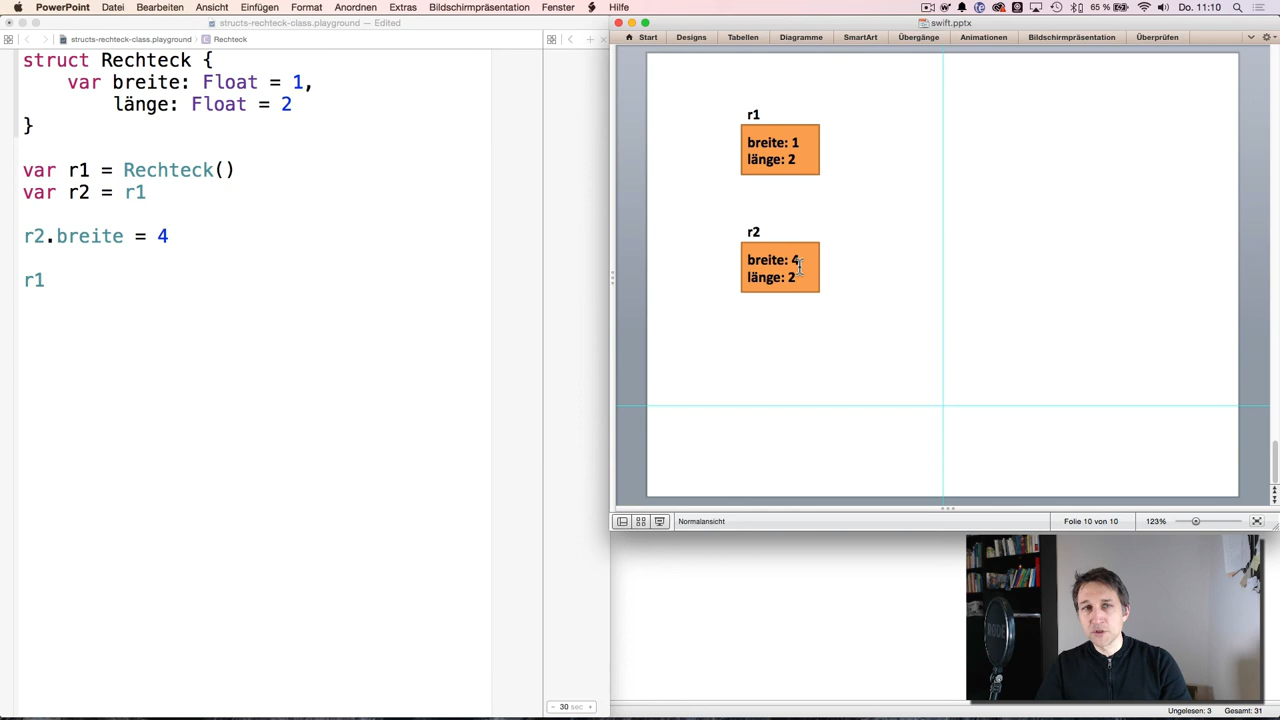 PowerPoint Datei Bearbeiten Ansicht Einfügen Format Anordnen Extras Bildschirmpräsentation Fenster Hilfe 65 % Do. 11:10
structs-rechteck-class.playground — Edited
structs-rechteck-class.playground Rechteck
struct Rechteck {
var breite: Float = 1,
länge: Float = 2
}
var r1 = Rechteck()
var r2 = r1
r2.breite = 4
r1
30 sec
swift.pptx
Start Designs Tabellen Diagramme SmartArt Übergänge Animationen Bildschirmpräsentation Überprüfen
r1
breite: 1
länge: 2
r2
breite: 4
länge: 2
Normalansicht Folie 10 von 10 123%
RØDE
Ungelesen: 3 Gesamt: 31